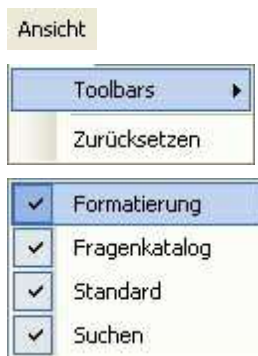 Ansicht
Toolbars
Zurücksetzen
Formatierung
Fragenkatalog
Standard
Suchen